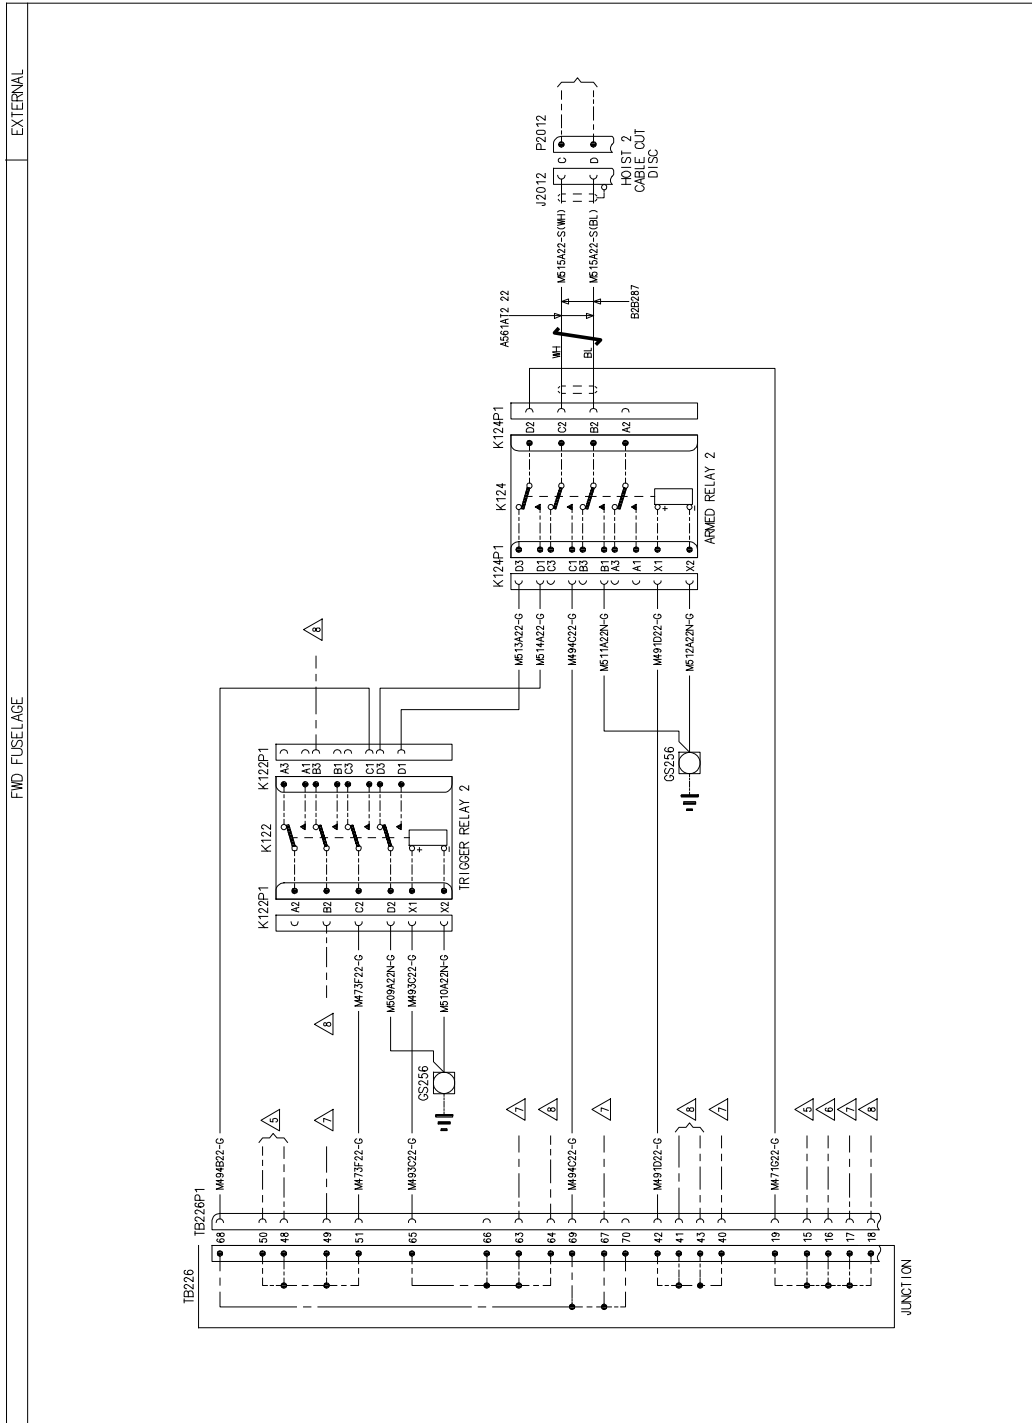 FWD FUSELAGE
EXTERNAL
TB226
TB226P1
68
50
48
49
51
65
66
63
64
69
67
70
42
41
43
40
19
15
16
17
18
JUNCTION
M494B22-G
5
7
M473F22-G
M493C22-G
7
8
M494C22-G
7
M491D22-G
8
7
M471G22-G
5
6
7
8
GS256
8
M473F22-G
M509A22N-G
M493C22-G
M510A22N-G
K122P1
K122
K122P1
A2
B2
C2
D2
X1
X2
+
-
A3
A1
B3
B1
C3
C1
D3
D1
TRIGGER RELAY 2
8
GS256
M513A22-G
M514A22-G
M494C22-G
M511A22N-G
M491D22-G
M512A22N-G
K124P1
K124
K124P1
D3
D1
C3
C1
B3
B1
A3
A1
X1
X2
+
-
D2
C2
B2
A2
ARMED RELAY 2
WH
BL
A561AT2 22
B2B287
M515A22-S(WH)
M515A22-S(BL)
J2012
P2012
C
D
HOIST 2
CABLE CUT
DISC